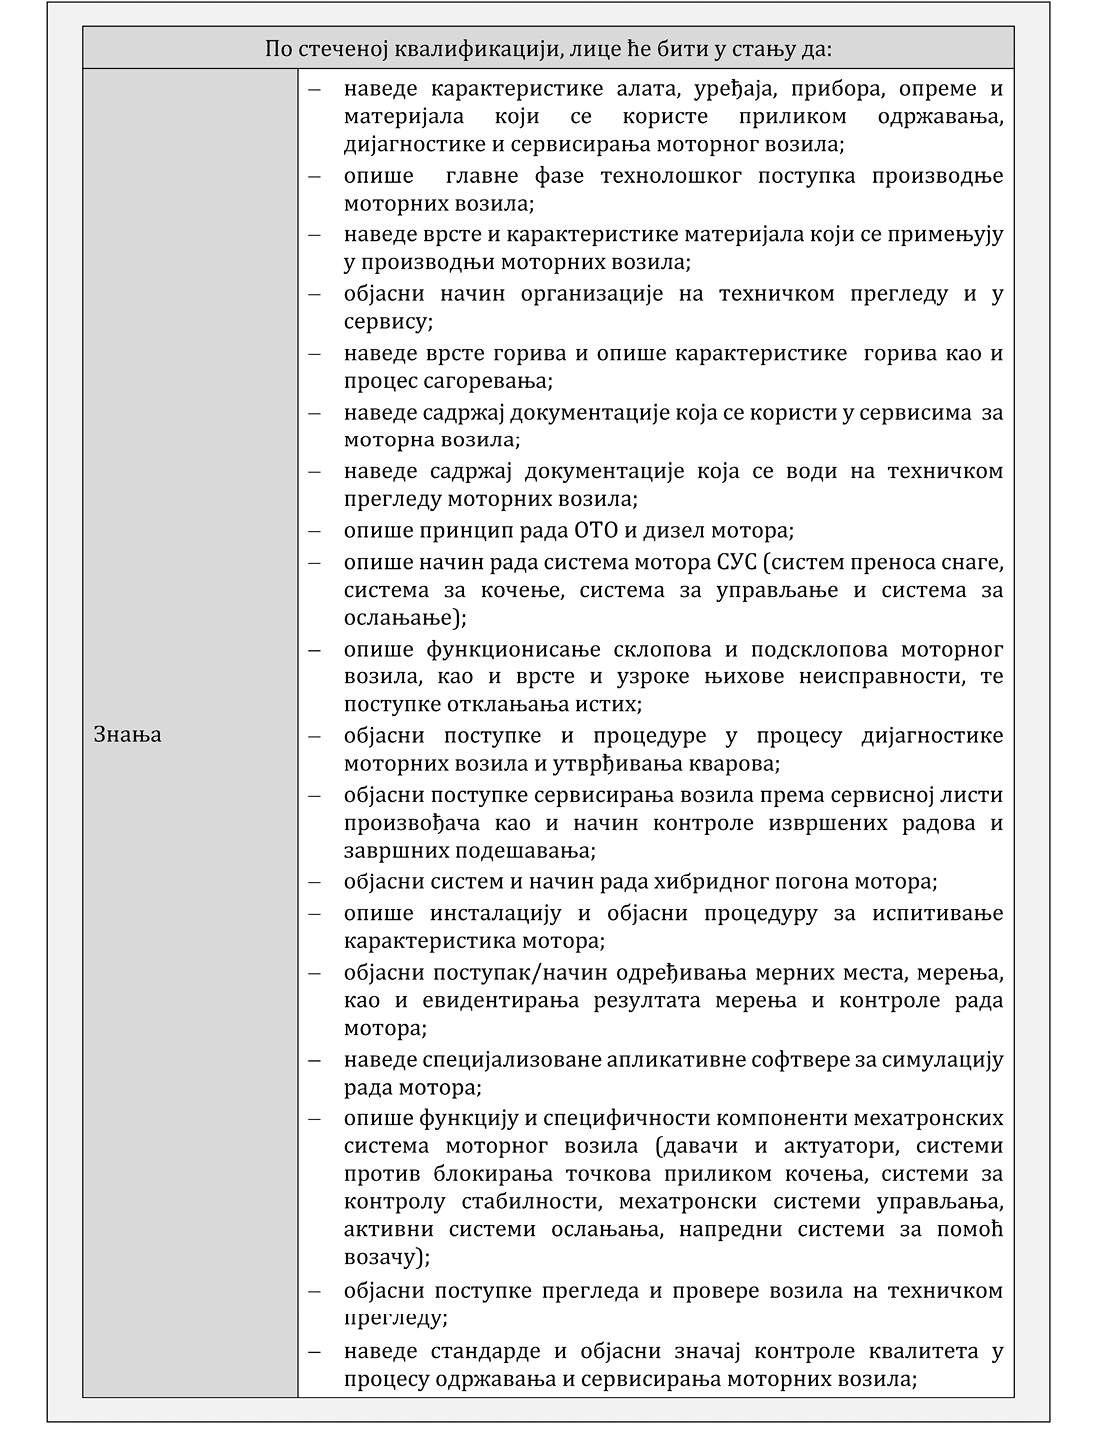 По стеченој квалификацији, лице ће бити у стању да:
Знања
– наведе карактеристике алата, уређаја, прибора, опреме и
материјала који се користе приликом одржавања,
дијагностике и сервисирања моторног возила;
– опише главне фазе технолошког поступка производње
моторних возила;
– наведе врсте и карактеристике материјала који се примењују
у производњи моторних возила;
– објасни начин организације на техничком прегледу и у
сервису;
– наведе врсте горива и опише карактеристике горива као и
процес сагоревања;
– наведе садржај документације која се користи у сервисима за
моторна возила;
– наведе садржај документације која се води на техничком
прегледу моторних возила;
– опише принцип рада ОТО и дизел мотора;
– опише начин рада система мотора СУС (систем преноса снаге,
система за кочење, система за управљање и система за
ослањање);
– опише функционисање склопова и подсклопова моторног
возила, као и врсте и узроке њихове неисправности, те
поступке отклањања истих;
– објасни поступке и процедуре у процесу дијагностике
моторних возила и утврђивања кварова;
– објасни поступке сервисирања возила према сервисној листи
произвођача као и начин контроле извршених радова и
завршних подешавања;
– објасни систем и начин рада хибридног погона мотора;
– опише инсталацију и објасни процедуру за испитивање
карактеристика мотора;
– објасни поступак/начин одређивања мерних места, мерења,
као и евидентирања резултата мерења и контроле рада
мотора;
– наведе специјализоване апликативне софтвере за симулацију
рада мотора;
– опише функцију и специфичности компоненти мехатронских
система моторног возила (давачи и актуатори, системи
против блокирања точкова приликом кочења, системи за
контролу стабилности, мехатронски системи управљања,
активни системи ослањања, напредни системи за помоћ
возачу);
– објасни поступке прегледа и провере возила на техничком
прегледу;
– наведе стандарде и објасни значај контроле квалитета у
процесу одржавања и сервисирања моторних возила;